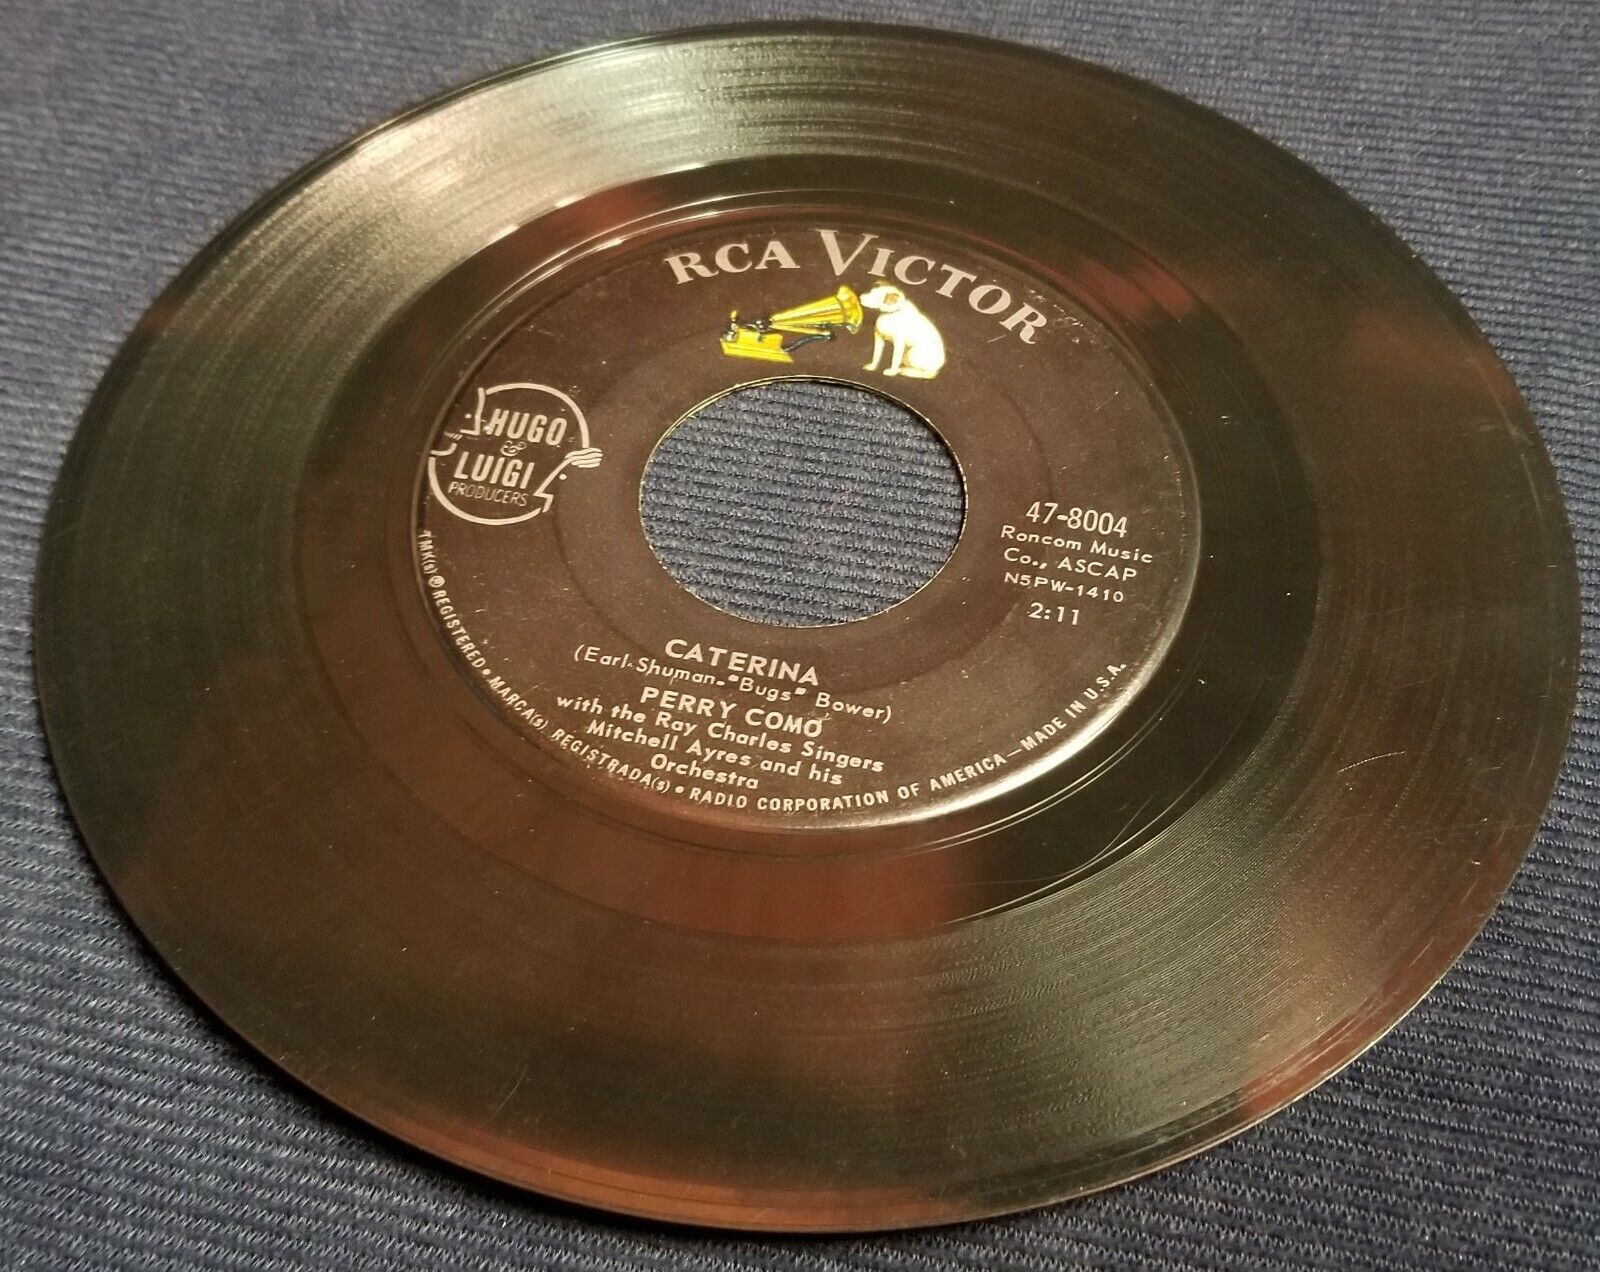 RCA VICTOR
HUGO
&
LUIGI
PRODUCERS
47-8004
Roncom Music
Co., ASCAP
N5PW-1410
2:11
CATERINA
(Earl Shuman-"Bugs" Bower)
PERRY COMO
with the Ray Charles Singers
Mitchell Ayres and his
Orchestra
TMK(s) ® REGISTERED • MARCA(s) REGISTRADA(s) • RADIO CORPORATION OF AMERICA—MADE IN U.S.A.